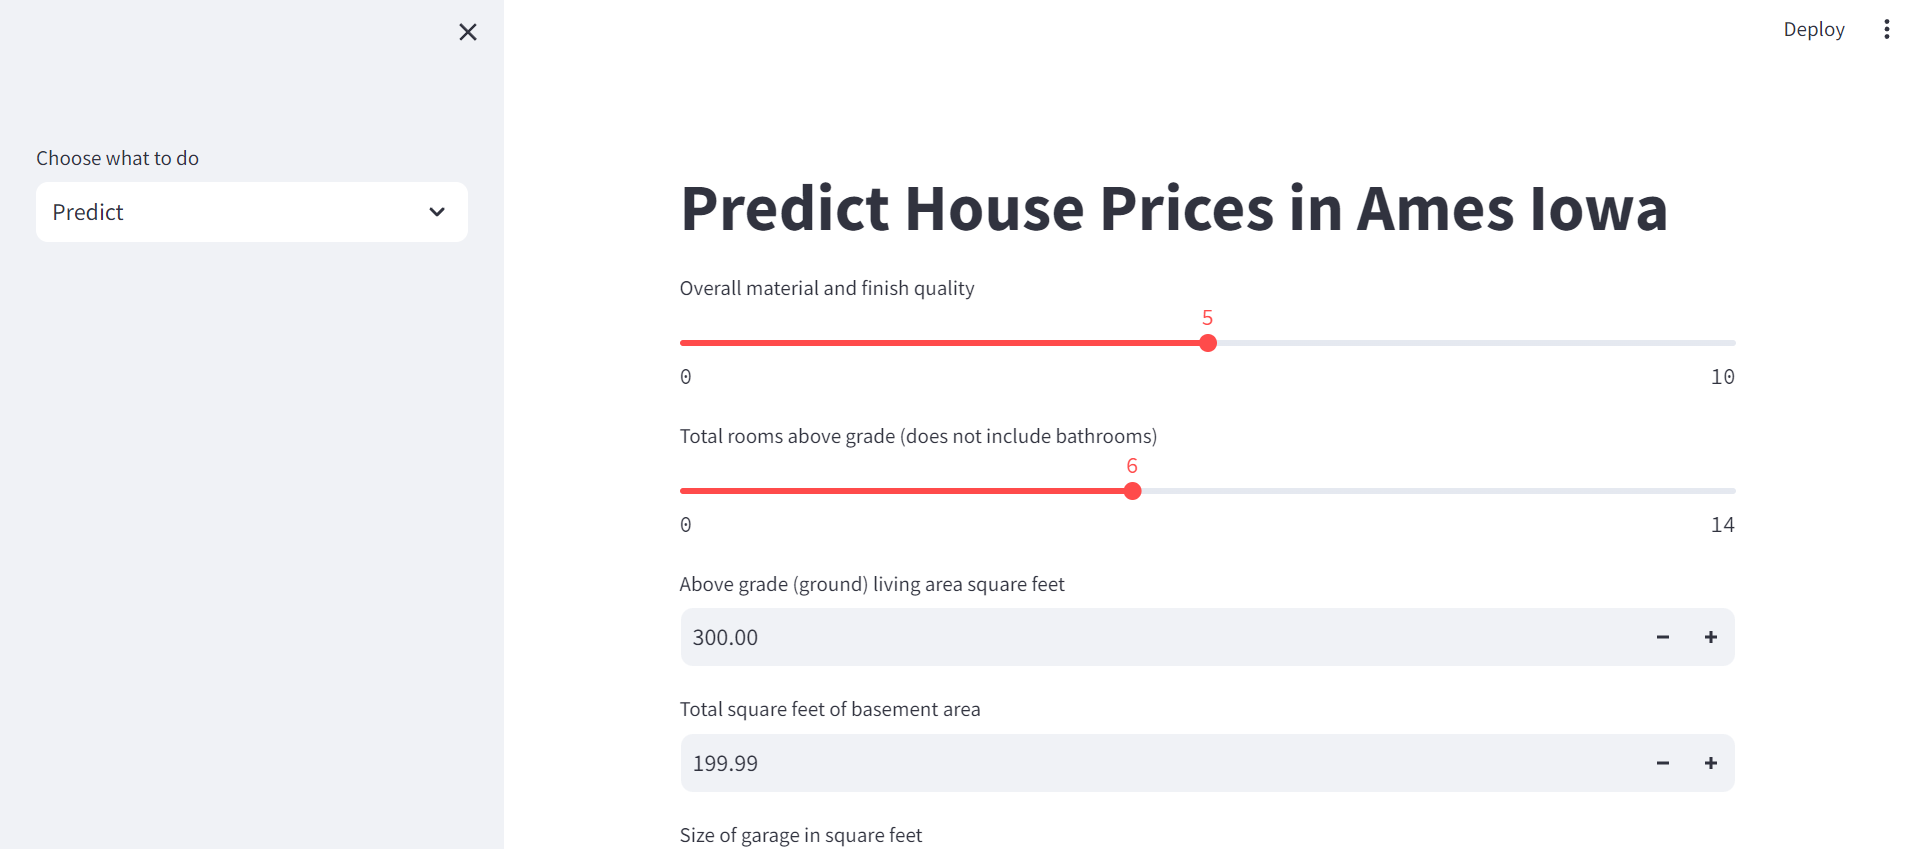 Deploy
Choose what to do
Predict
Predict House Prices in Ames Iowa
Overall material and finish quality
5
0 10
Total rooms above grade (does not include bathrooms)
6
0 14
Above grade (ground) living area square feet
300.00
Total square feet of basement area
199.99
Size of garage in square feet